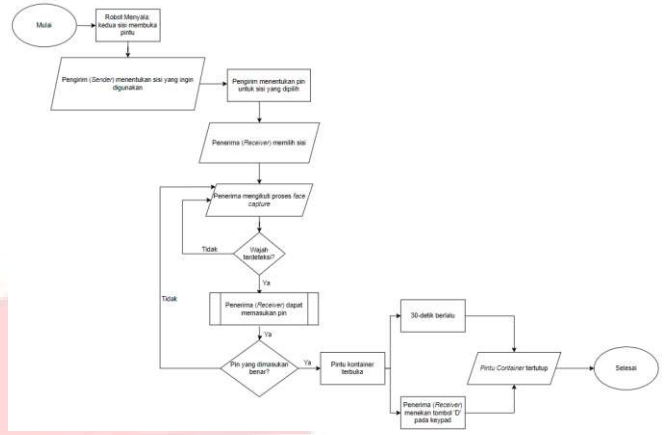 Mulai
Robot Menyala,
kedua sisi membuka
pintu
Pengirim (Sender) menentukan sisi yang ingin
digunakan
Pengirim menentukan pin
untuk sisi yang dipilih
Penerima (Receiver) memilih sisi
Penerima mengikuti proses face
capture
Tidak
Wajah
terdeteksi?
Ya
Tidak
Penerima (Receiver) dapat
memasukan pin
Ya
Pin yang dimasukan
benar?
Ya
Pintu kontainer
terbuka
30-detik berlalu
Penerima (Receiver)
menekan tombol 'D'
pada keypad
Pintu Container tertutup
Selesai